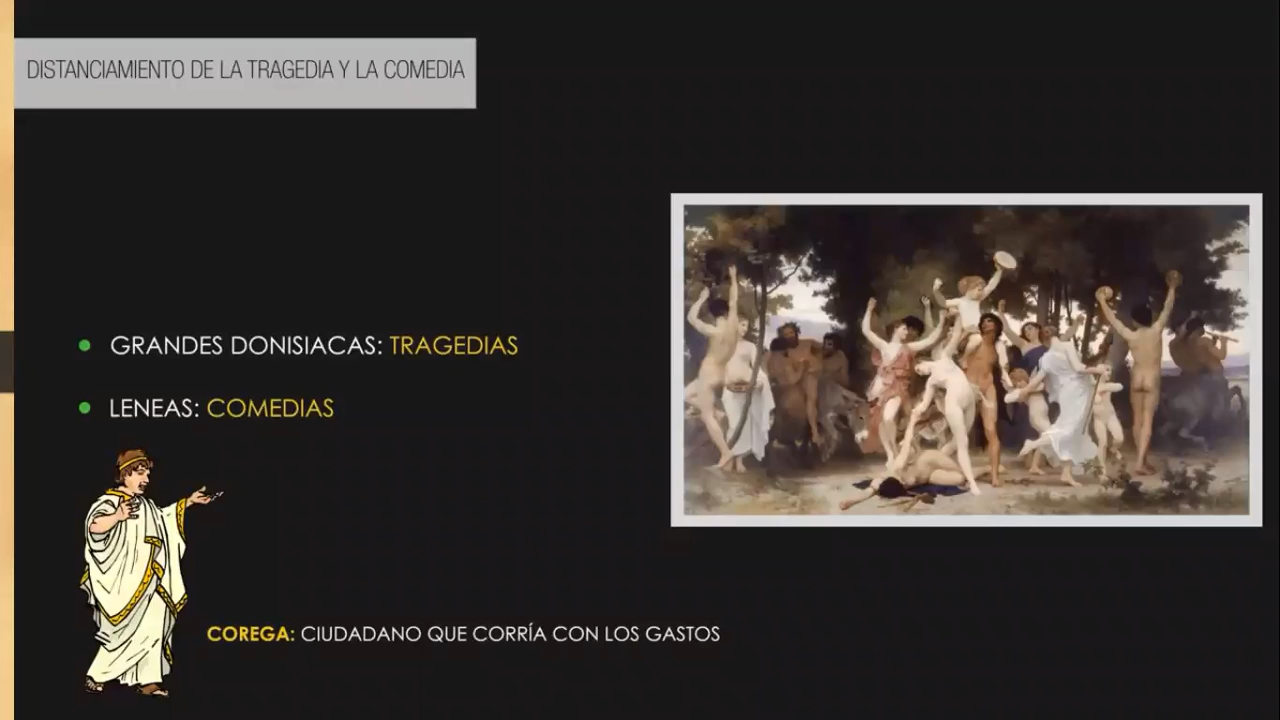 DISTANCIAMIENTO DE LA TRAGEDIA Y LA COMEDIA
GRANDES DONISIACAS: TRAGEDIAS
LENEAS: COMEDIAS
COREGA: CIUDADANO QUE CORRÍA CON LOS GASTOS